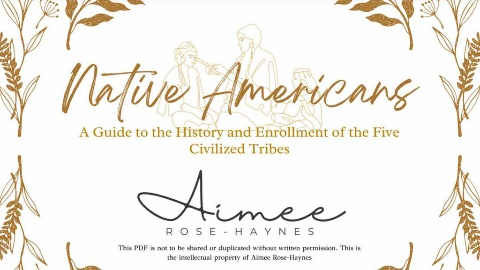 Native Americans
A Guide to the History and Enrollment of the Five
Civilized Tribes
Aimee
ROSE-HAYNES
This PDF is not to be shared or duplicated without written permission. This is
the intellectual property of Aimee Rose-Haynes